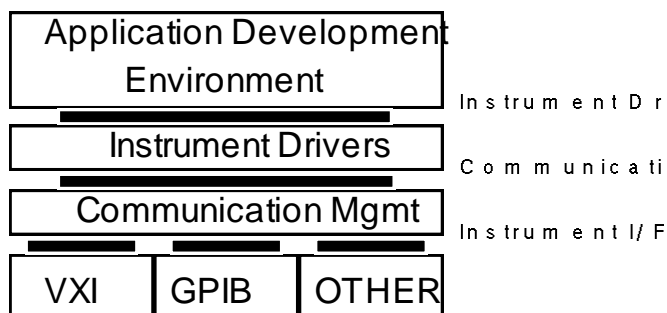 Application Development
Environment
Instrument Dr
Instrument Drivers
Communicati
Communication Mgmt
Instrument I/F
VXI GPIB OTHER